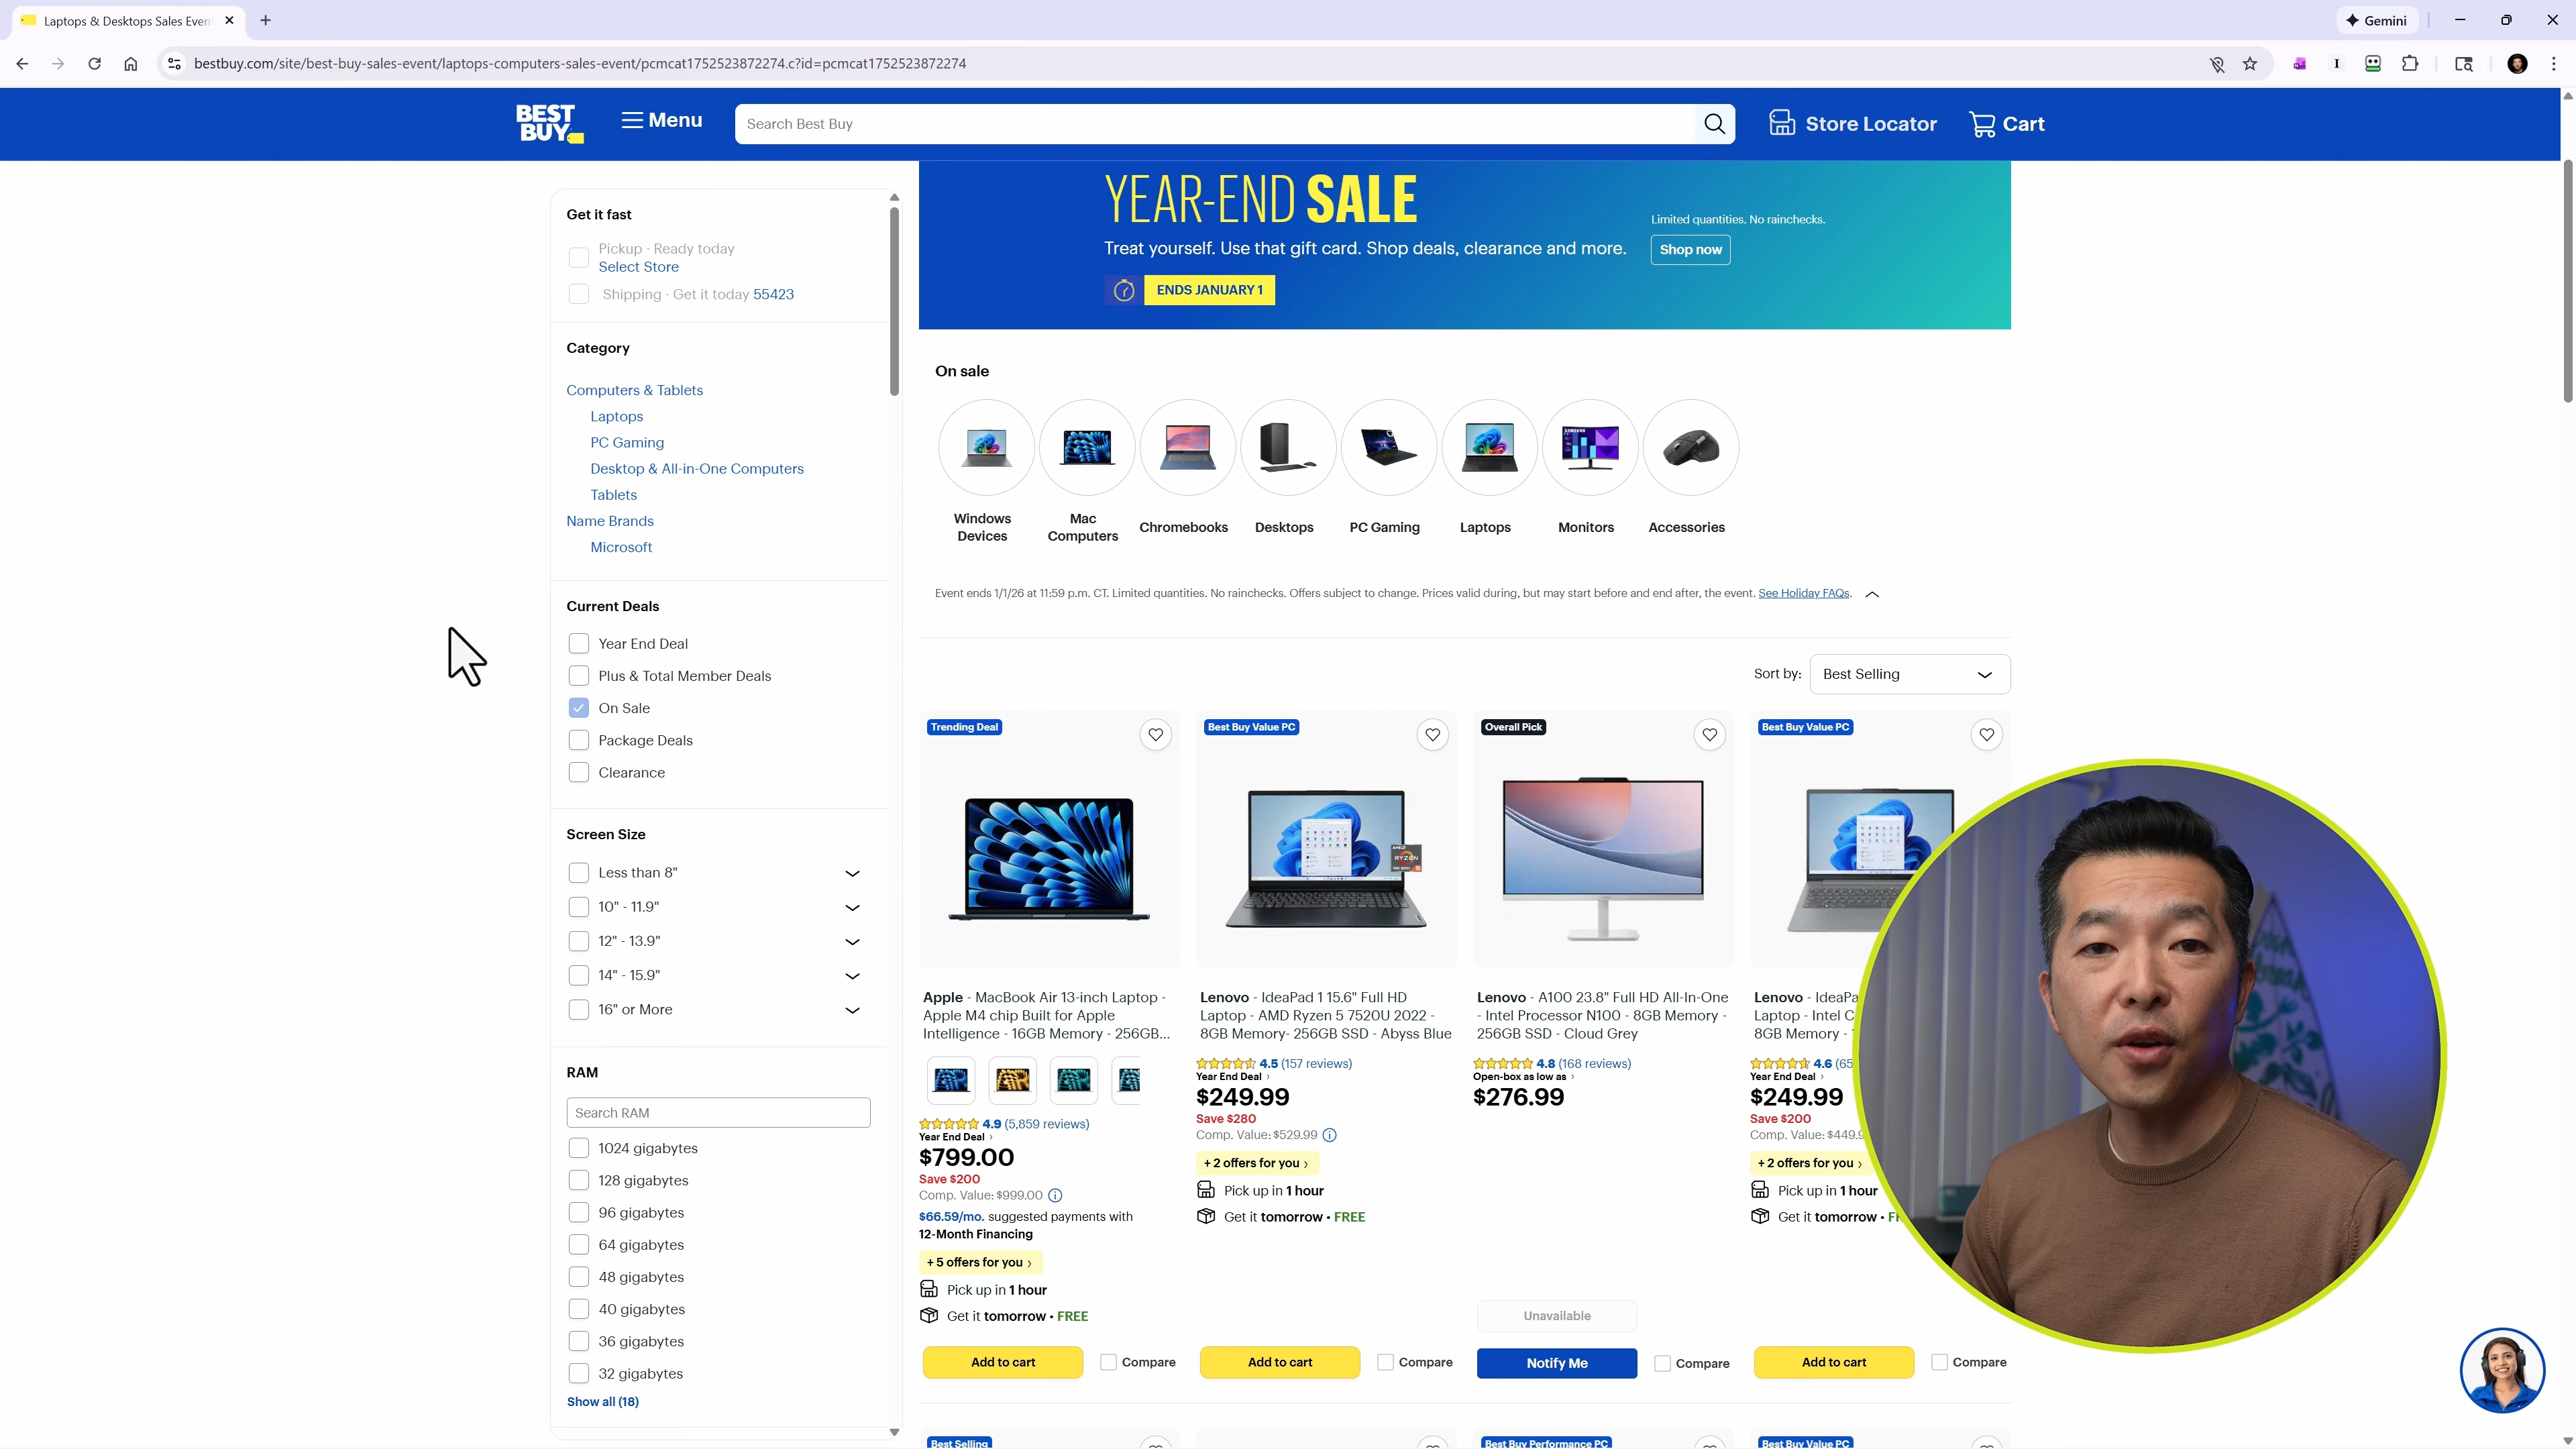 Laptops & Desktops Sales Even
Gemini
bestbuy.com/site/best-buy-sales-event/laptops-computers-sales-event/pcmcat1752523872274.c?id=pcmcat1752523872274
BEST
BUY
Menu
Search Best Buy
Store Locator
Cart
Get it fast
Pickup · Ready today
Select Store
Shipping · Get it today 55423
Category
Computers & Tablets
Laptops
PC Gaming
Desktop & All-in-One Computers
Tablets
Name Brands
Microsoft
Current Deals
Year End Deal
Plus & Total Member Deals
On Sale
Package Deals
Clearance
Screen Size
Less than 8"
10" - 11.9"
12" - 13.9"
14" - 15.9"
16" or More
RAM
Search RAM
1024 gigabytes
128 gigabytes
96 gigabytes
64 gigabytes
48 gigabytes
40 gigabytes
36 gigabytes
32 gigabytes
Show all (18)
YEAR-END SALE
Treat yourself. Use that gift card. Shop deals, clearance and more.
ENDS JANUARY 1
Limited quantities. No rainchecks.
Shop now
On sale
Windows
Devices
Mac
Computers
Chromebooks
Desktops
PC Gaming
Laptops
Monitors
Accessories
Event ends 1/1/26 at 11:59 p.m. CT. Limited quantities. No rainchecks. Offers subject to change. Prices valid during, but may start before and end after, the event. See Holiday FAQs.
Sort by: Best Selling
Trending Deal
Apple - MacBook Air 13-inch Laptop -
Apple M4 chip Built for Apple
Intelligence - 16GB Memory - 256GB...
4.9 (5,859 reviews)
Year End Deal ›
$799.00
Save $200
Comp. Value: $999.00
$66.59/mo. suggested payments with
12-Month Financing
+ 5 offers for you ›
Pick up in 1 hour
Get it tomorrow • FREE
Add to cart
Compare
Best Buy Value PC
RYZEN
Lenovo - IdeaPad 1 15.6" Full HD
Laptop - AMD Ryzen 5 7520U 2022 -
8GB Memory- 256GB SSD - Abyss Blue
4.5 (157 reviews)
Year End Deal ›
$249.99
Save $280
Comp. Value: $529.99
+ 2 offers for you ›
Pick up in 1 hour
Get it tomorrow • FREE
Add to cart
Compare
Overall Pick
Lenovo - A100 23.8" Full HD All-In-One
- Intel Processor N100 - 8GB Memory -
256GB SSD - Cloud Grey
4.8 (168 reviews)
Open-box as low as ›
$276.99
Unavailable
Notify Me
Compare
Best Buy Value PC
Lenovo - IdeaPa
Laptop - Intel C
8GB Memory -
4.6 (65
Year End Deal ›
$249.99
Save $200
Comp. Value: $449.9
+ 2 offers for you ›
Pick up in 1 hour
Get it tomorrow •
Add to cart
Compare
Best Selling
Best Buy Performance PC
Best Buy Value PC